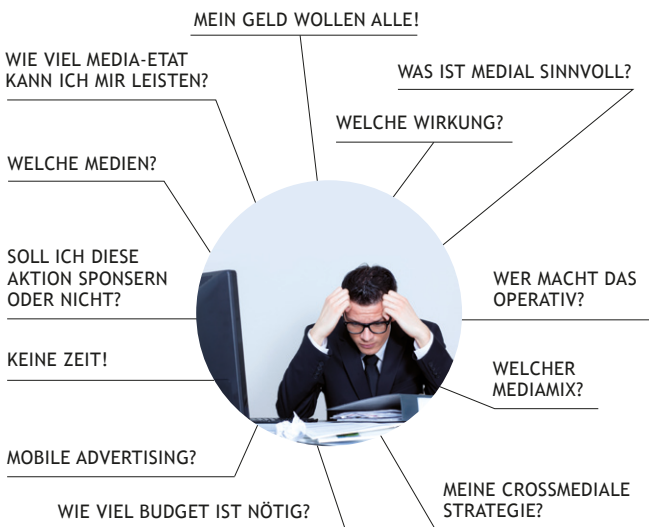 MEIN GELD WOLLEN ALLE!
WIE VIEL MEDIA-ETAT
KANN ICH MIR LEISTEN?
WAS IST MEDIAL SINNVOLL?
WELCHE WIRKUNG?
WELCHE MEDIEN?
SOLL ICH DIESE
AKTION SPONSERN
ODER NICHT?
WER MACHT DAS
OPERATIV?
KEINE ZEIT!
WELCHER
MEDIAMIX?
MOBILE ADVERTISING?
MEINE CROSSMEDIALE
STRATEGIE?
WIE VIEL BUDGET IST NÖTIG?